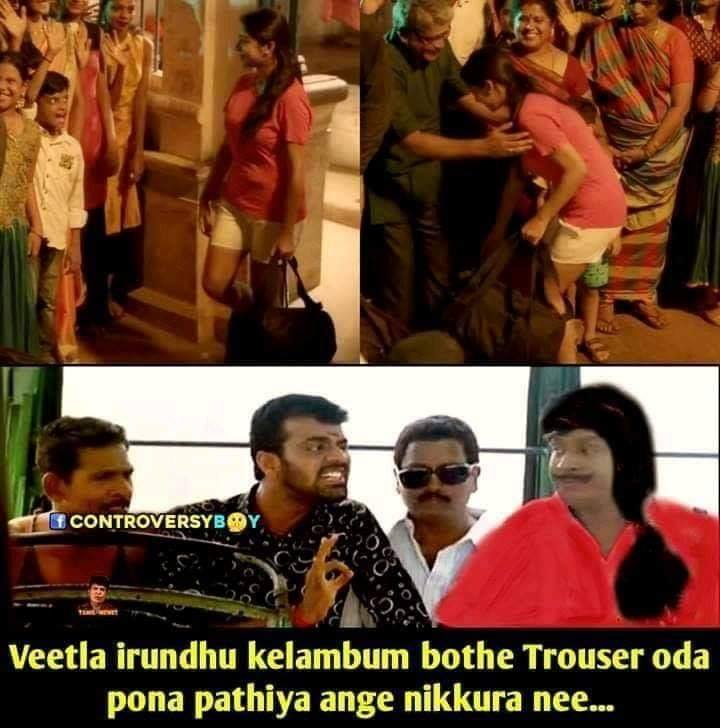 CONTROVERSYBOY
TAMIL MEMES
Veetla irundhu kelambum bothe Trouser oda
pona pathiya ange nikkura nee...